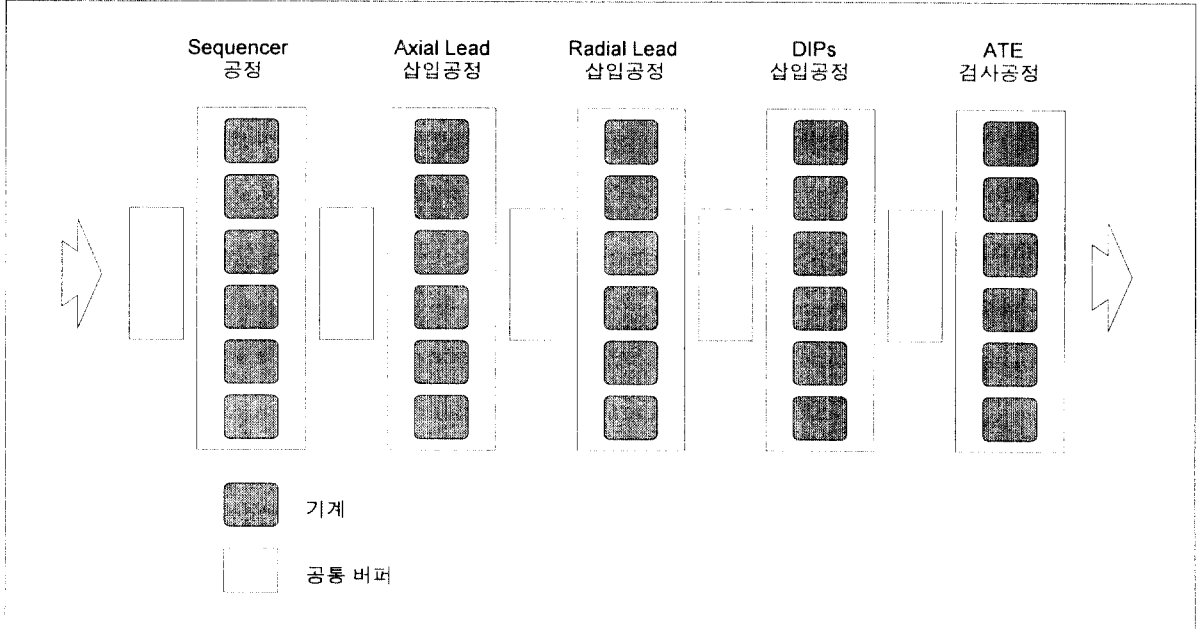 Sequencer
공정
Axial Lead
삽입공정
Radial Lead
삽입공정
DIPs
삽입공정
ATE
검사공정
기계
공통 버퍼